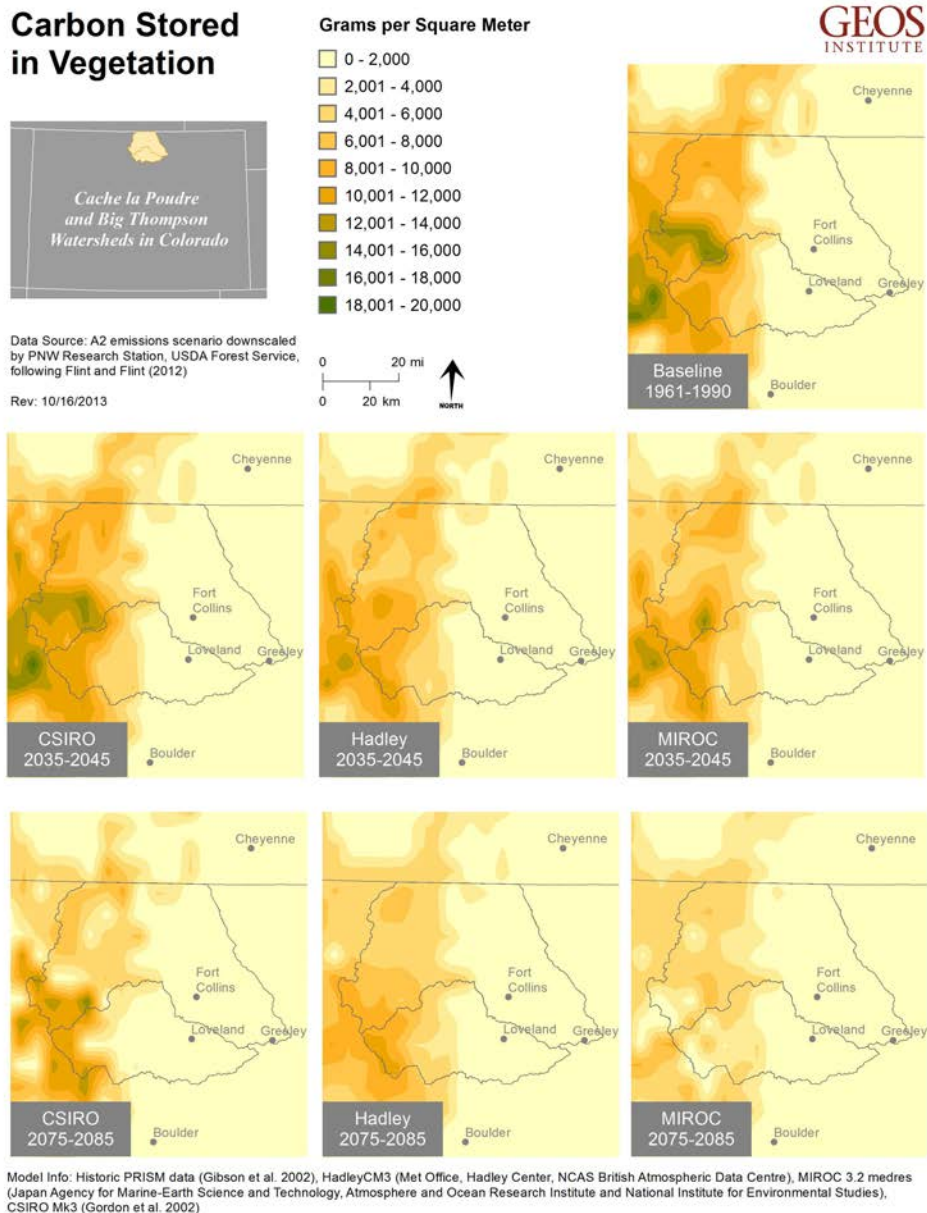 Carbon Stored
in Vegetation
Cache la Poudre
and Big Thompson
Watersheds in Colorado
Data Source: A2 emissions scenario downscaled
by PNW Research Station, USDA Forest Service,
following Flint and Flint (2012)
Rev: 10/16/2013
Grams per Square Meter
0 - 2,000
2,001 - 4,000
4,001 - 6,000
6,001 - 8,000
8,001 - 10,000
10,001 - 12,000
12,001 - 14,000
14,001 - 16,000
16,001 - 18,000
18,001 - 20,000
0 20 mi
0 20 km
NORTH
GEOS
INSTITUTE
Cheyenne
Fort
Collins
Loveland
Greeley
Boulder
Baseline
1961-1990
Cheyenne
Fort
Collins
Loveland
Greeley
Boulder
CSIRO
2035-2045
Cheyenne
Fort
Collins
Loveland
Greeley
Boulder
Hadley
2035-2045
Cheyenne
Fort
Collins
Loveland
Greeley
Boulder
MIROC
2035-2045
Cheyenne
Fort
Collins
Loveland
Greeley
Boulder
CSIRO
2075-2085
Cheyenne
Fort
Collins
Loveland
Greeley
Boulder
Hadley
2075-2085
Cheyenne
Fort
Collins
Loveland
Greeley
Boulder
MIROC
2075-2085
Model Info: Historic PRISM data (Gibson et al. 2002), HadleyCM3 (Met Office, Hadley Center, NCAS British Atmospheric Data Centre), MIROC 3.2 medres
(Japan Agency for Marine-Earth Science and Technology, Atmosphere and Ocean Research Institute and National Institute for Environmental Studies),
CSIRO Mk3 (Gordon et al. 2002)